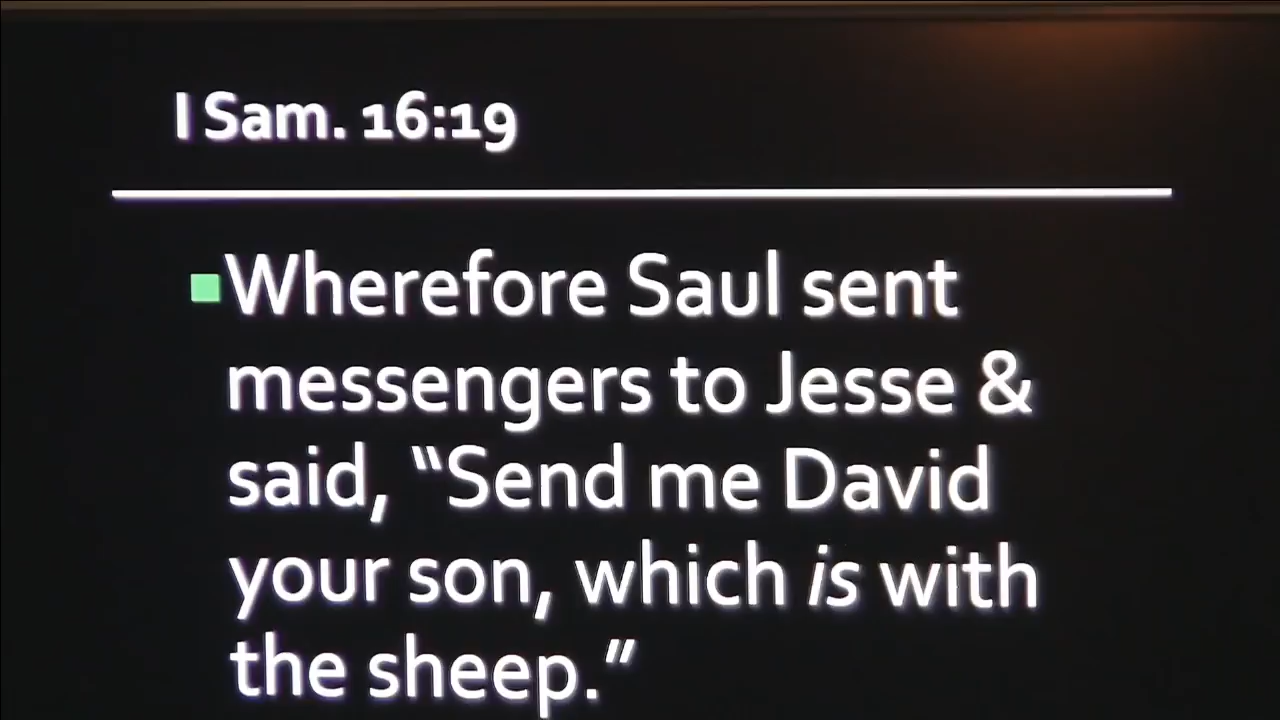 I Sam. 16:19
Wherefore Saul sent
messengers to Jesse &
said, “Send me David
your son, which is with
the sheep.”